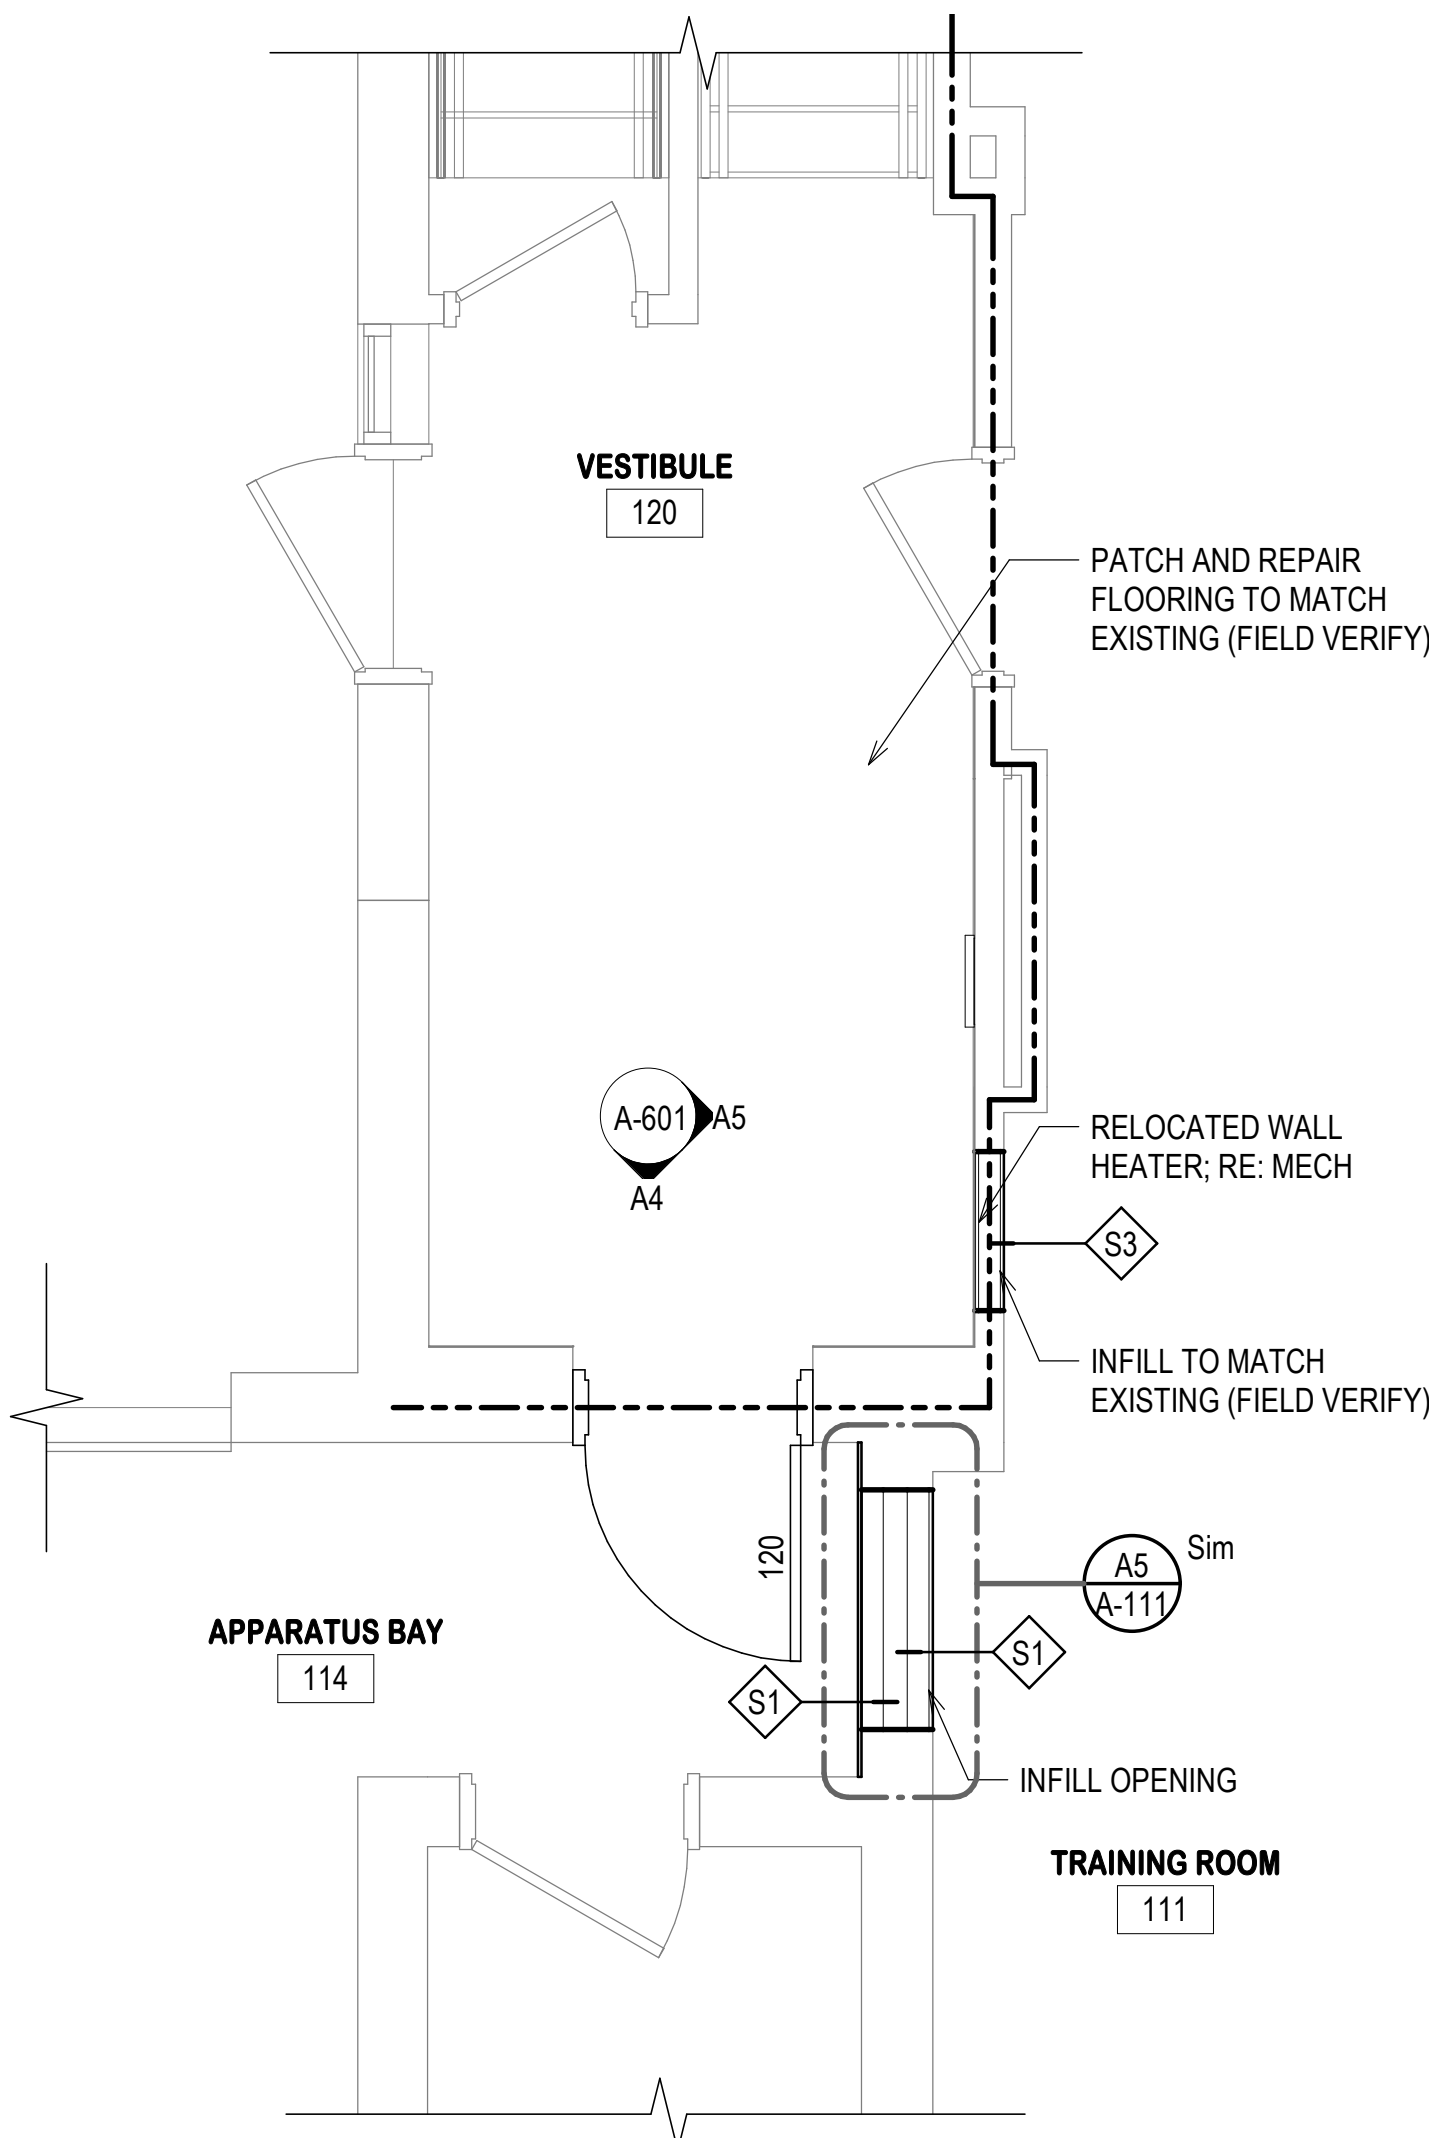 VESTIBULE
120
PATCH AND REPAIR
FLOORING TO MATCH
EXISTING (FIELD VERIFY)
A-601
A5
A4
RELOCATED WALL
HEATER; RE: MECH
S3
INFILL TO MATCH
EXISTING (FIELD VERIFY)
120
A5
A-111
Sim
APPARATUS BAY
114
S1
S1
INFILL OPENING
TRAINING ROOM
111